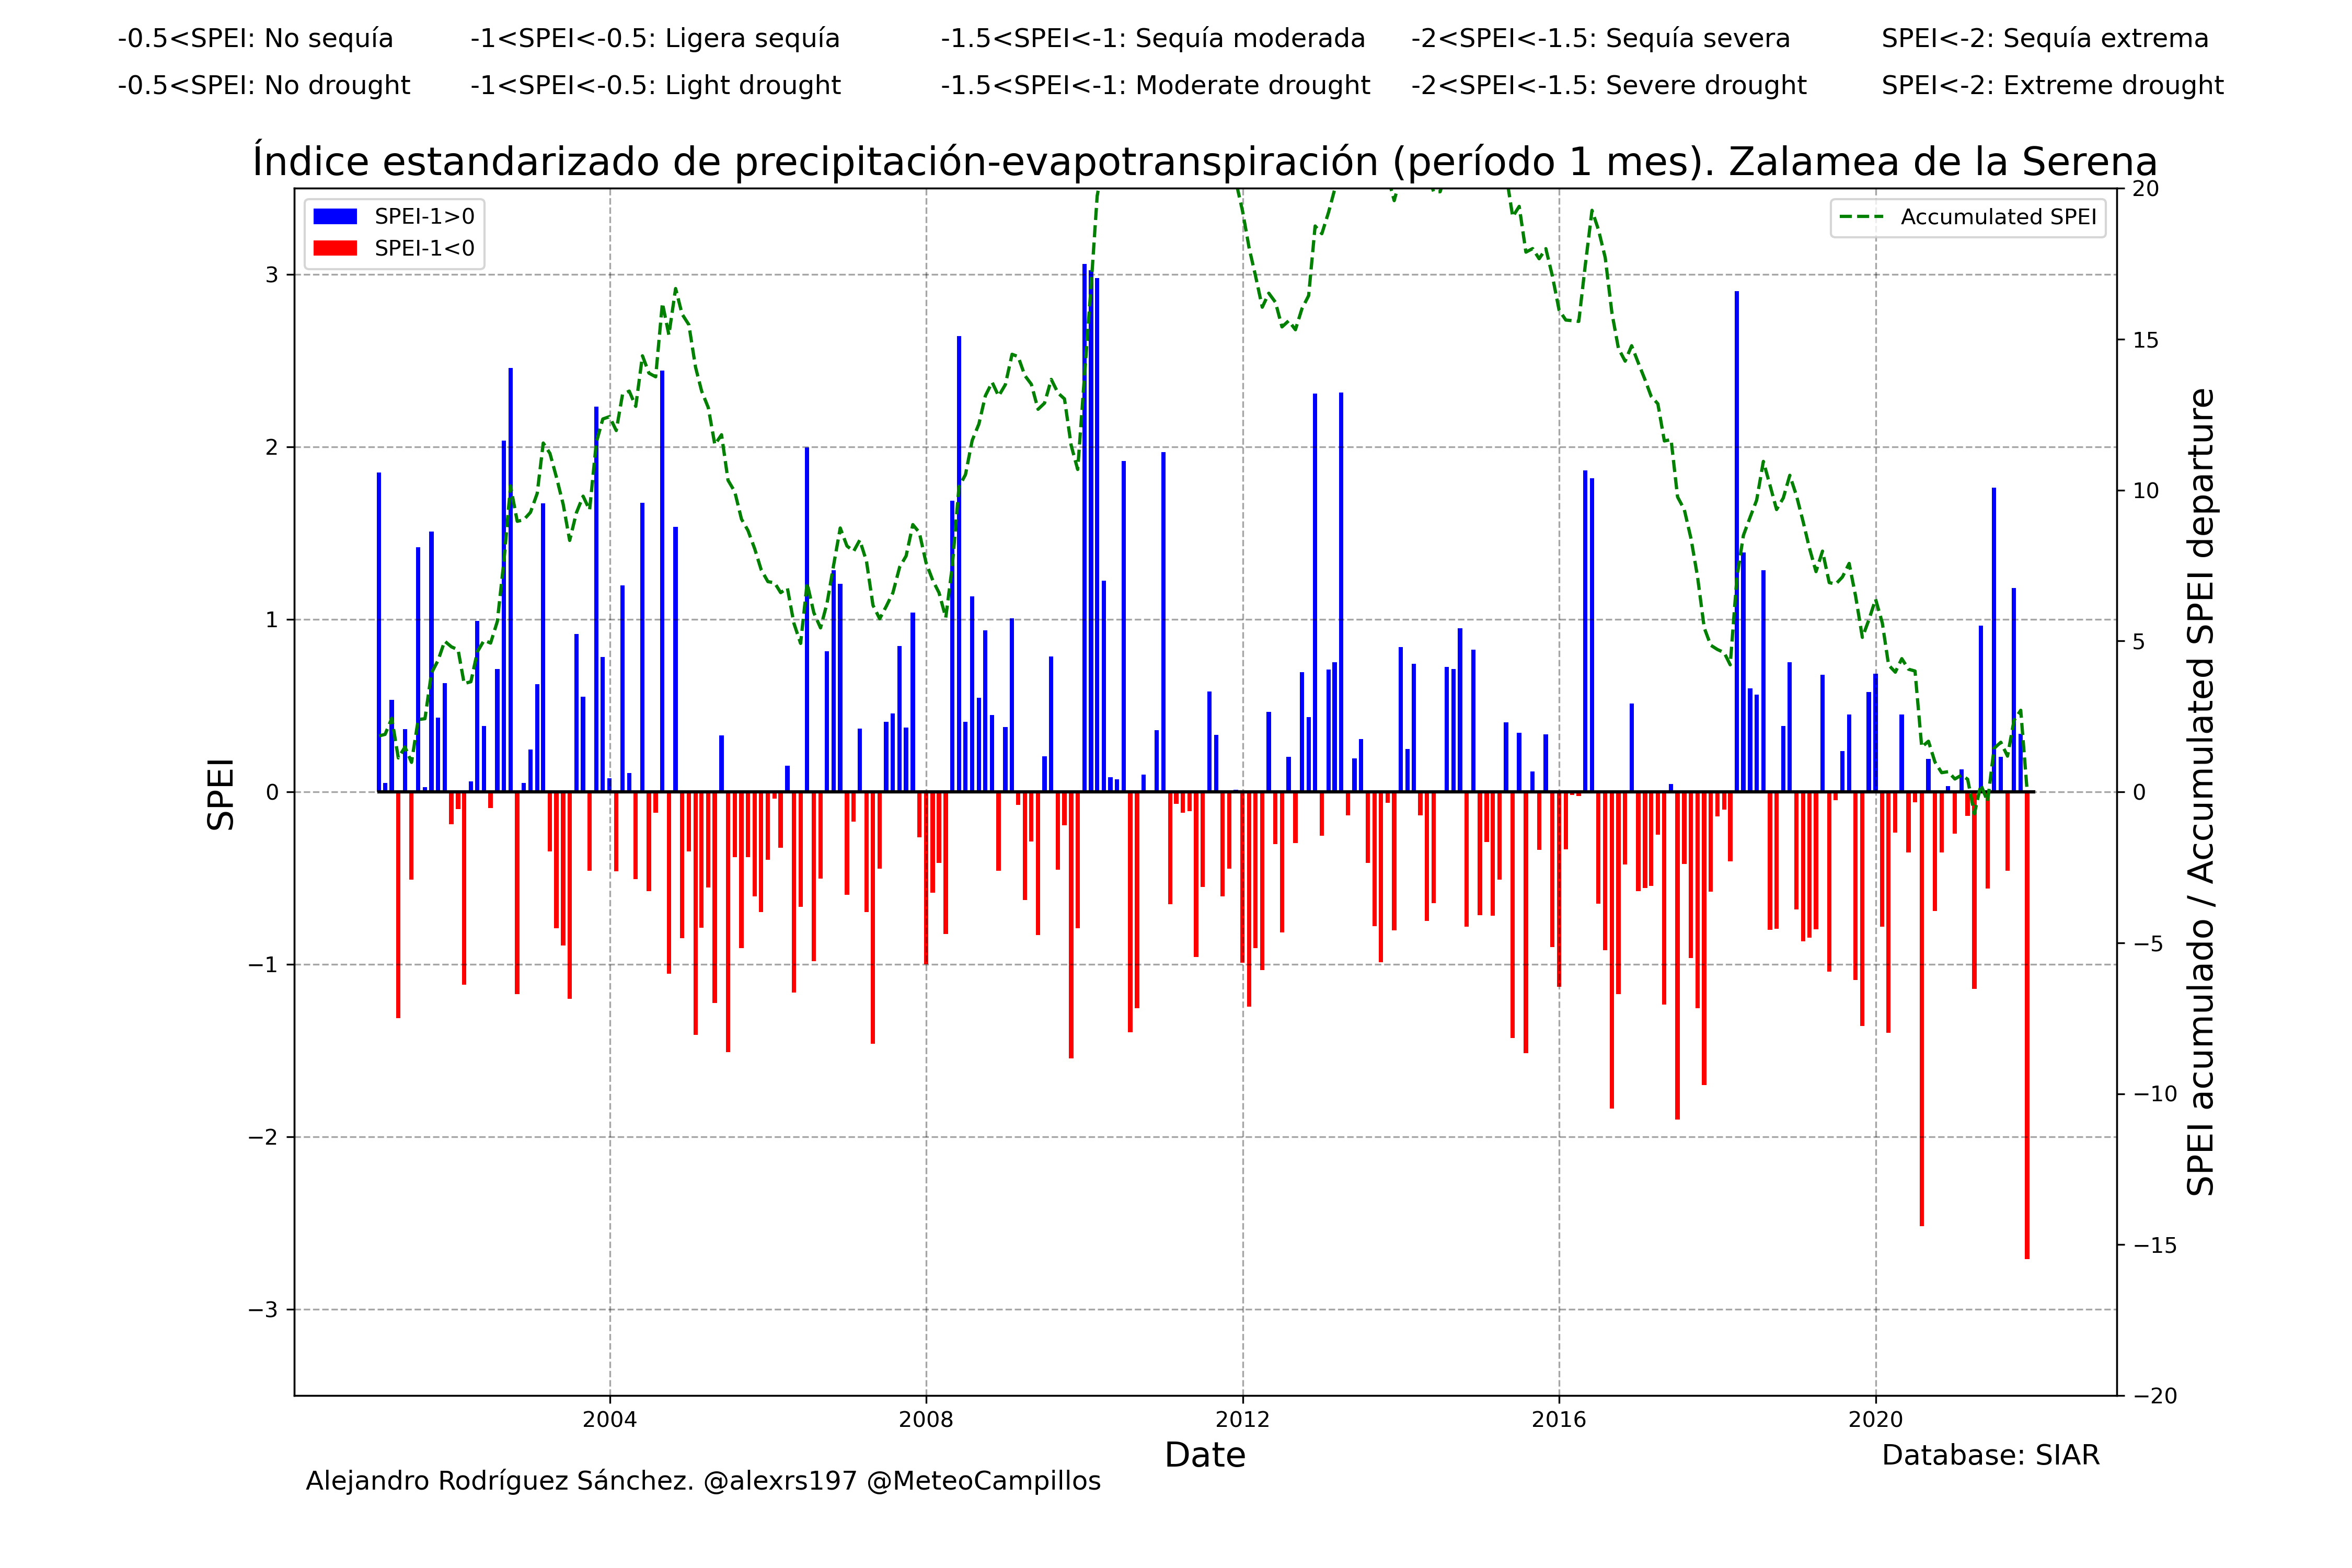 -0.5<SPEI: No sequía -1<SPEI<-0.5: Ligera sequía -1.5<SPEI<-1: Sequía moderada -2<SPEI<-1.5: Sequía severa SPEI<-2: Sequía extrema
-0.5<SPEI: No drought -1<SPEI<-0.5: Light drought -1.5<SPEI<-1: Moderate drought -2<SPEI<-1.5: Severe drought SPEI<-2: Extreme drought
Índice estandarizado de precipitación-evapotranspiración (período 1 mes). Zalamea de la Serena
SPEI-1>0
SPEI-1<0
Accumulated SPEI
SPEI
3
2
1
0
−1
−2
−3
20
15
10
5
0
−5
−10
−15
−20
SPEI acumulado / Accumulated SPEI departure
2004 2008 2012 2016 2020
Date
Database: SIAR
Alejandro Rodríguez Sánchez. @alexrs197 @MeteoCampillos